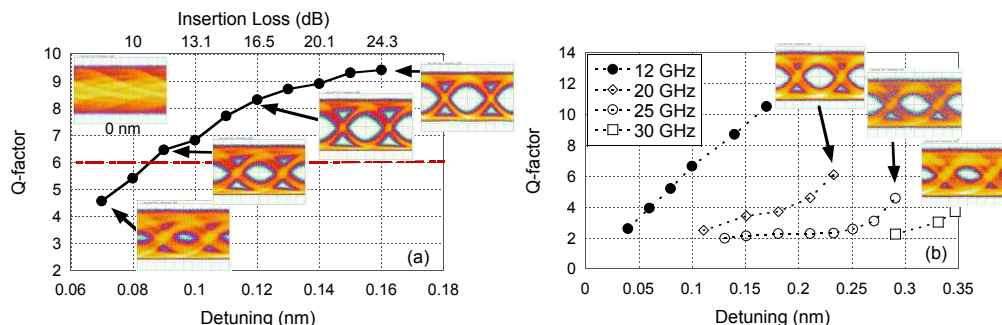 Insertion Loss (dB)
10 13.1 16.5 20.1 24.3
(a)
10
9
8
7
6
5
4
3
2
Q-factor
0 nm
0.06 0.08 0.10 0.12 0.14 0.16 0.18
Detuning (nm)
(b)
14
12
10
8
6
4
2
0
Q-factor
12 GHz
20 GHz
25 GHz
30 GHz
0 0.05 0.1 0.15 0.2 0.25 0.3 0.35
Detuning (nm)